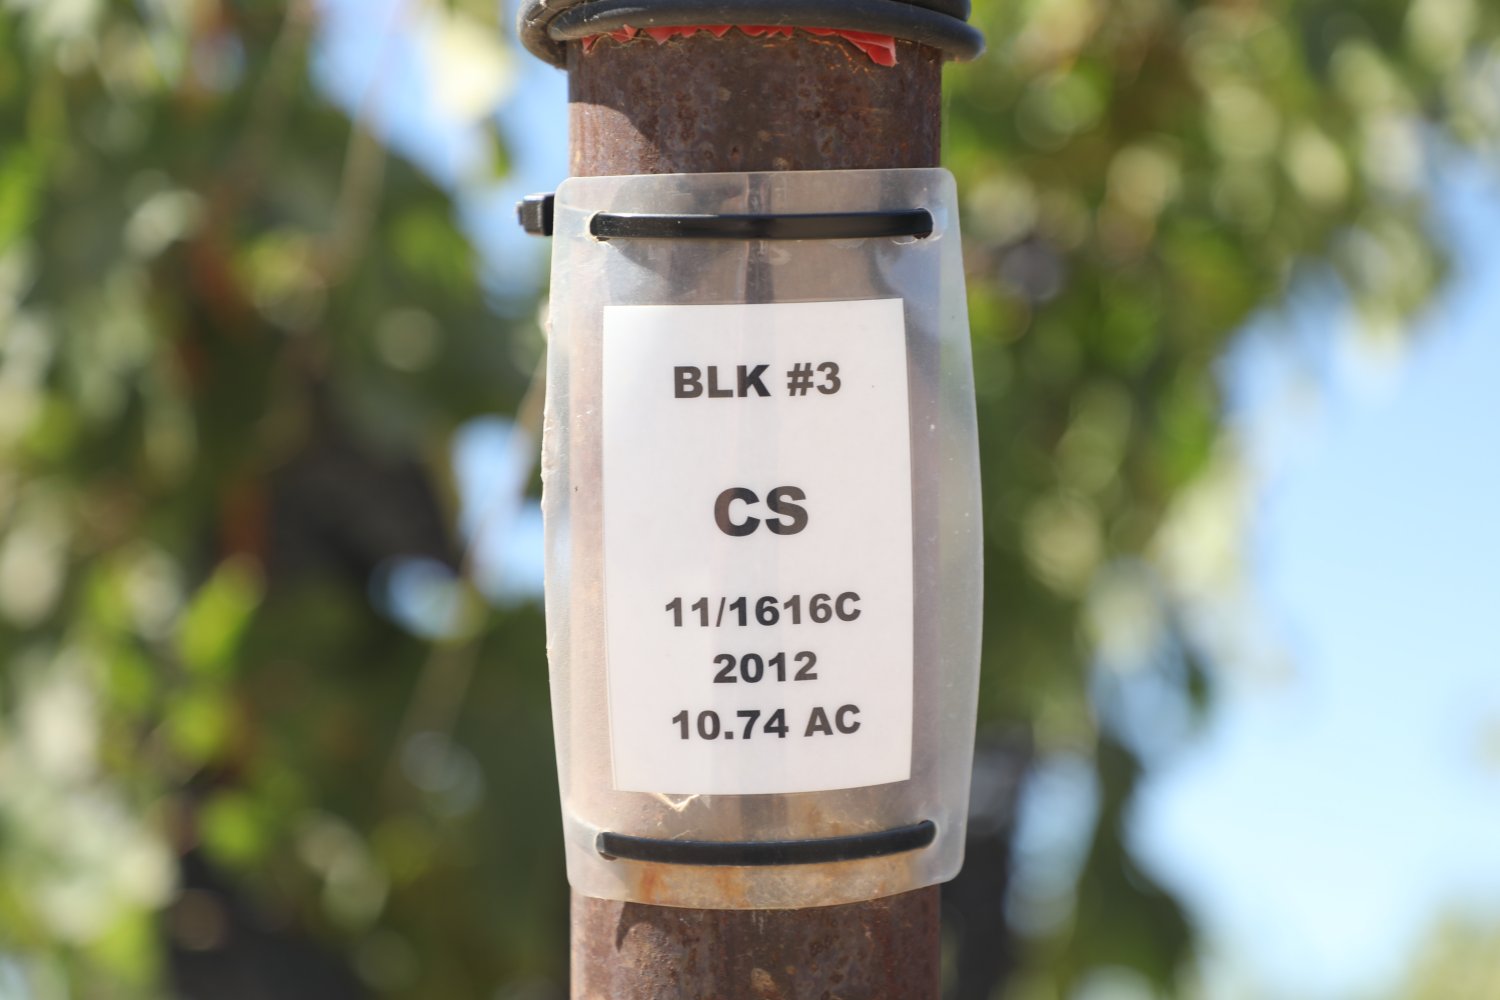 BLK #3
CS
11/1616C
2012
10.74 AC